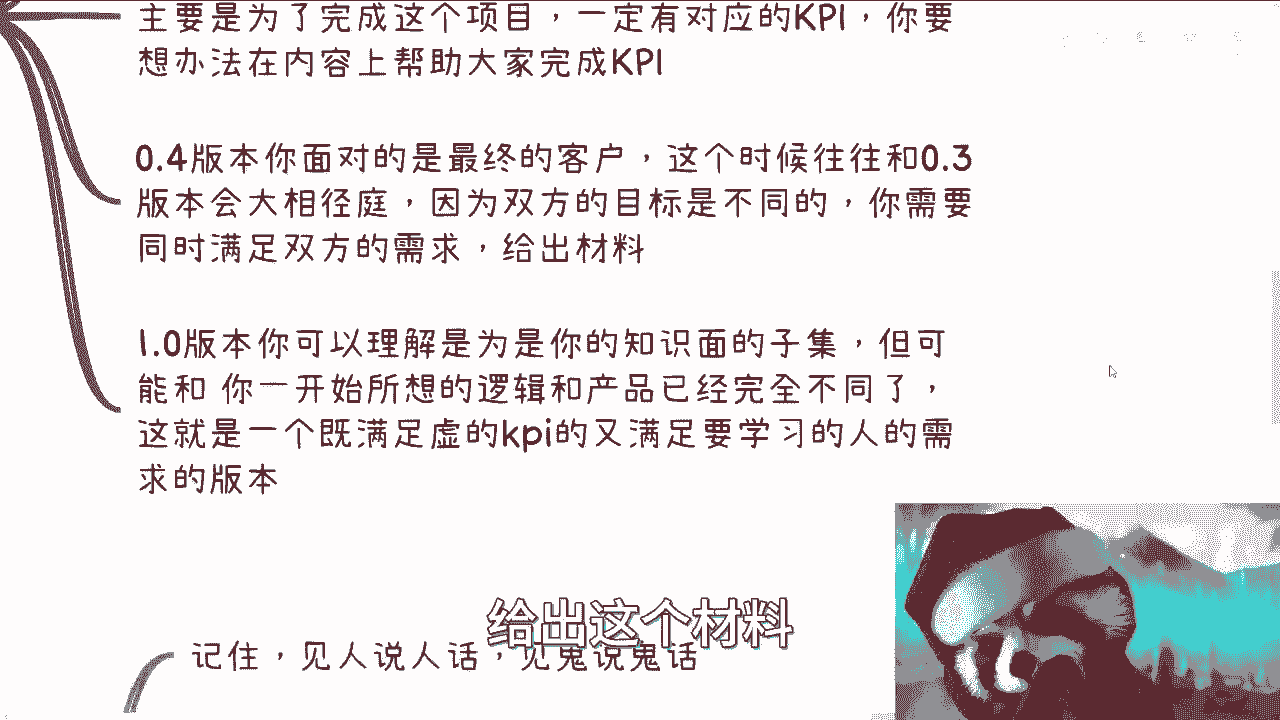 主要是为了完成这个项目，一定有对应的KPI，你要
想办法在内容上帮助大家完成KPI
0.4版本你面对的是最终的客户，这个时候往往和0.3
版本会大相径庭，因为双方的目标是不同的，你需要
同时满足双方的需求，给出材料
1.0版本你可以理解是为是你的知识面的子集，但可
能和 你一开始所想的逻辑和产品已经完全不同了，
这就是一个既满足虚的kpi的又满足要学习的人的需
求的版本
给出这个材料
记住，见人说人话，见鬼说鬼话